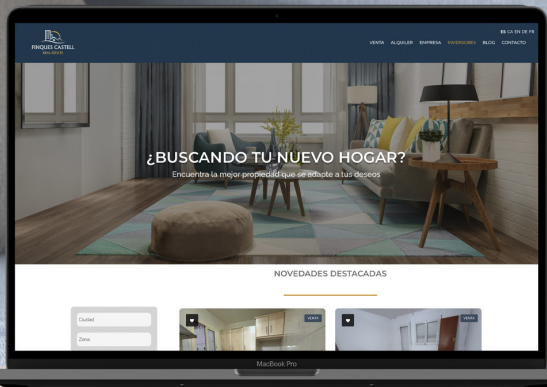 FINQUES CASTELL
REAL ESTATE
ES CA EN DE FR
VENTA ALQUILER EMPRESA INVERSORES BLOG CONTACTO
¿BUSCANDO TU NUEVO HOGAR?
Encuentra la mejor propiedad que se adapte a tus deseos
NOVEDADES DESTACADAS
Ciudad
Zona
VENTA
VENTA
MacBook Pro